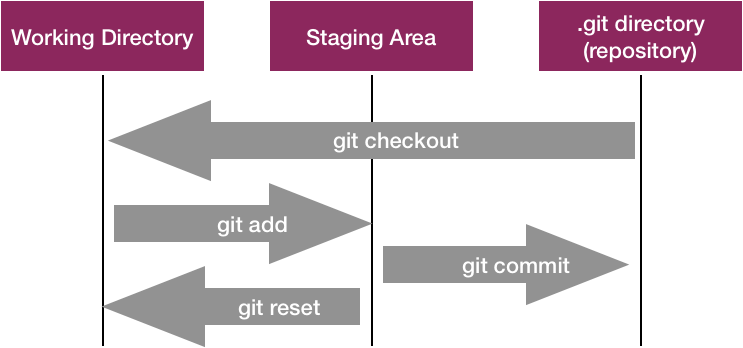 Working Directory
Staging Area
.git directory
(repository)
git checkout
git add
git commit
git reset